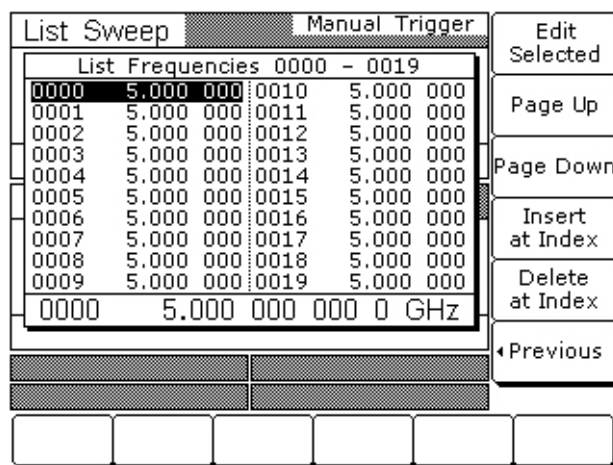 List Sweep
Manual Trigger
List Frequencies 0000 - 0019
0000 5.000 000 0010 5.000 000
0001 5.000 000 0011 5.000 000
0002 5.000 000 0012 5.000 000
0003 5.000 000 0013 5.000 000
0004 5.000 000 0014 5.000 000
0005 5.000 000 0015 5.000 000
0006 5.000 000 0016 5.000 000
0007 5.000 000 0017 5.000 000
0008 5.000 000 0018 5.000 000
0009 5.000 000 0019 5.000 000
0000 5.000 000 000 0 GHz
Edit
Selected
Page Up
Page Down
Insert
at Index
Delete
at Index
Previous